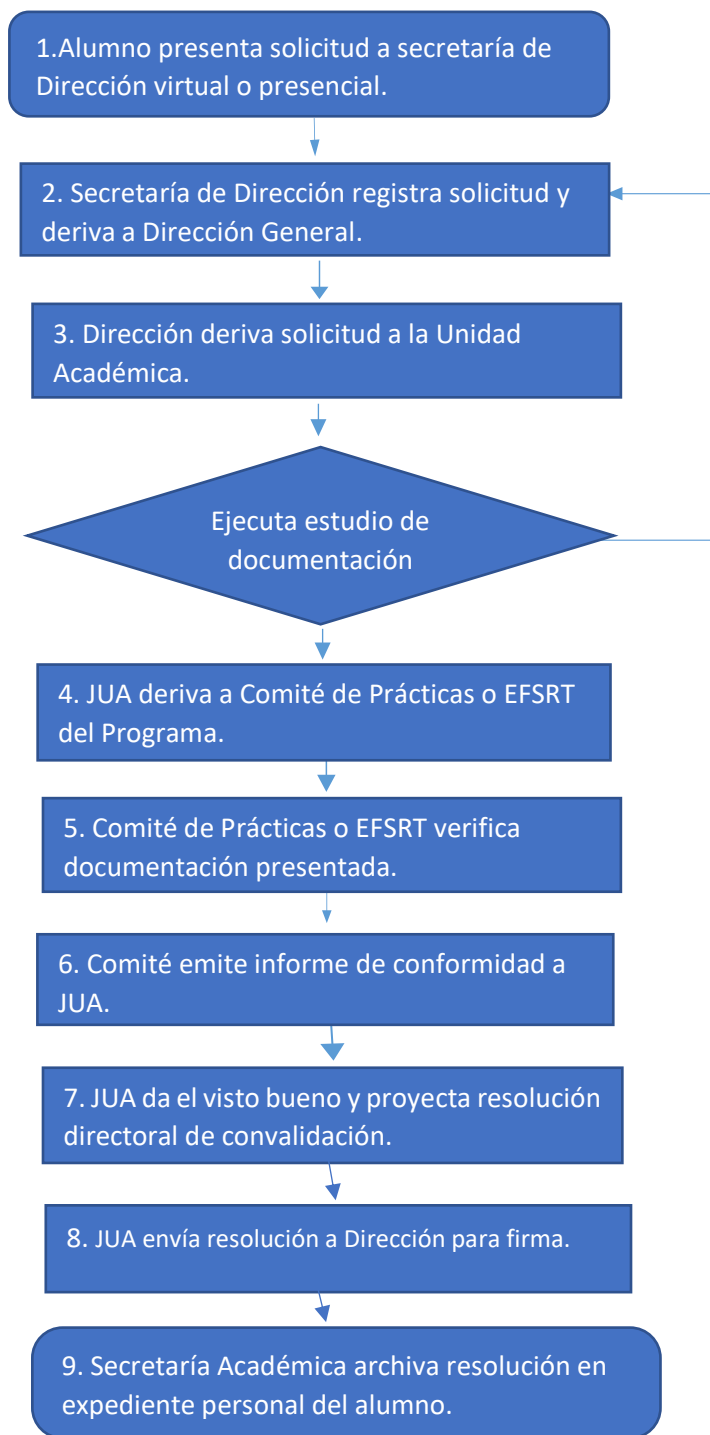 1.Alumno presenta solicitud a secretaría de
Dirección virtual o presencial.
2. Secretaría de Dirección registra solicitud y
deriva a Dirección General.
3. Dirección deriva solicitud a la Unidad
Académica.
Ejecuta estudio de
documentación
4. JUA deriva a Comité de Prácticas o EFSRT
del Programa.
5. Comité de Prácticas o EFSRT verifica
documentación presentada.
6. Comité emite informe de conformidad a
JUA.
7. JUA da el visto bueno y proyecta resolución
directoral de convalidación.
8. JUA envía resolución a Dirección para firma.
9. Secretaría Académica archiva resolución en
expediente personal del alumno.